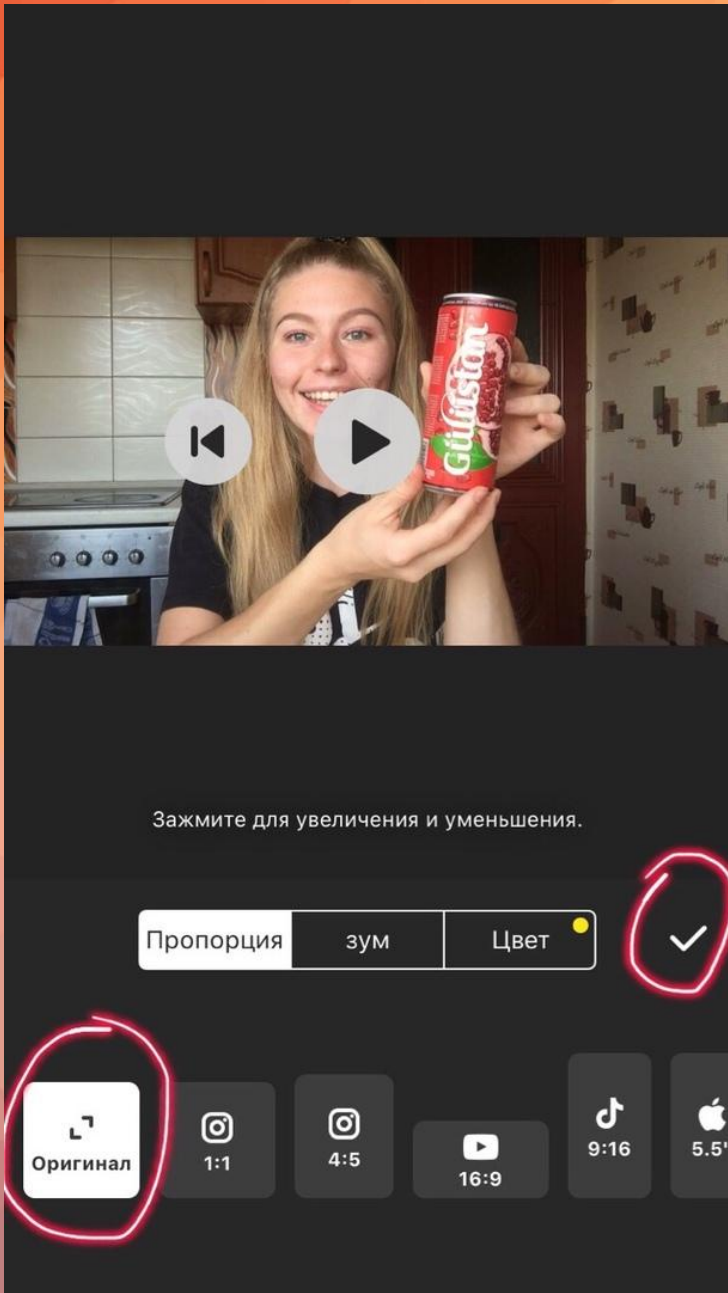 Gülüstan
Зажмите для увеличения и уменьшения.
Пропорция
зум
Цвет
Оригинал
1:1
4:5
16:9
9:16
5.5"